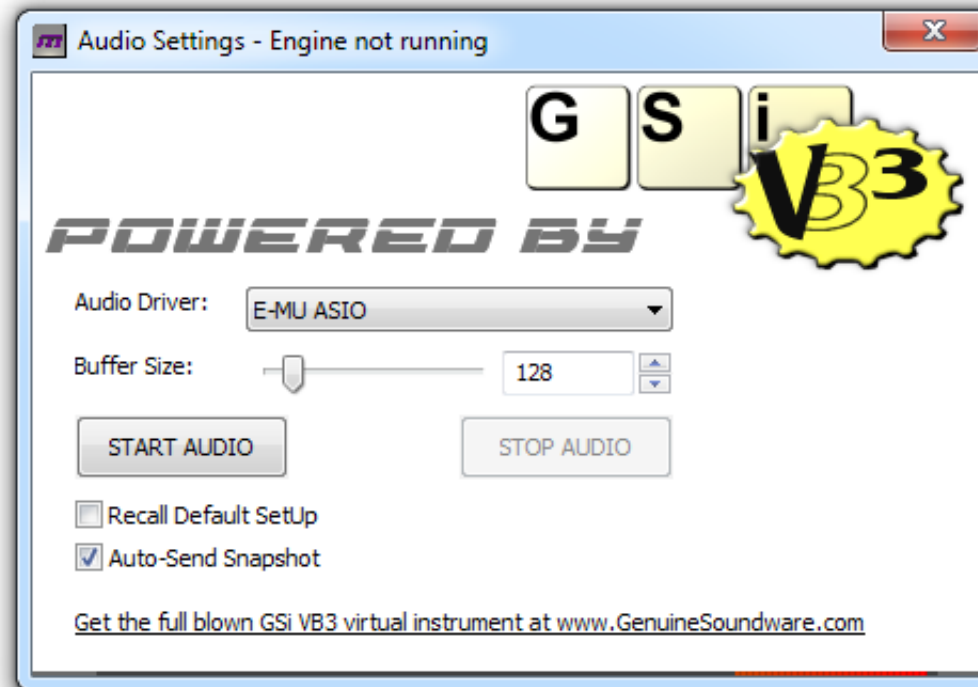 Audio Settings - Engine not running
G S i
VB3
POWERED BY
Audio Driver: E-MU ASIO
Buffer Size: 128
START AUDIO STOP AUDIO
Recall Default SetUp
Auto-Send Snapshot
Get the full blown GSi VB3 virtual instrument at www.GenuineSoundware.com